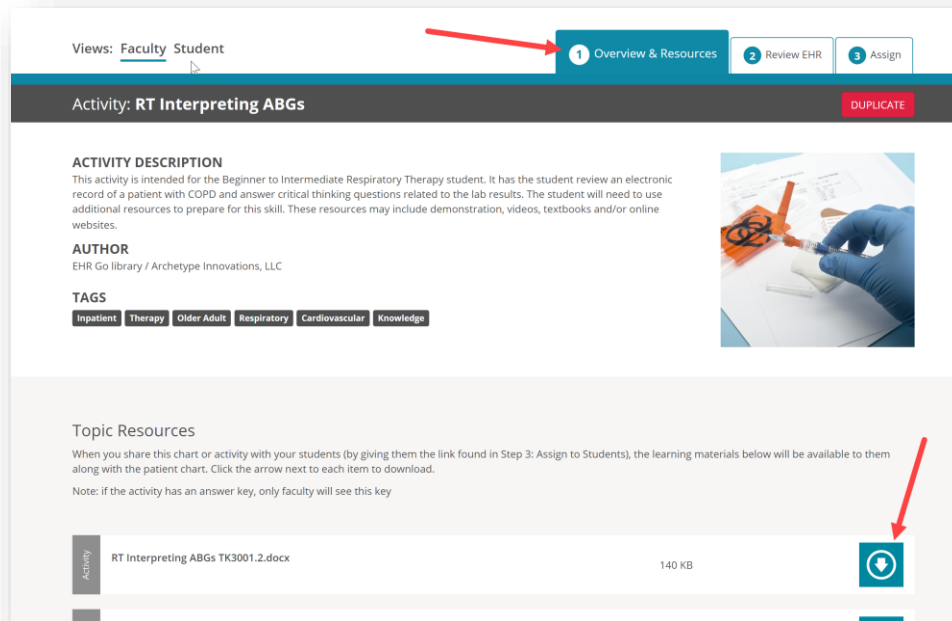 Views: Faculty Student
1 Overview & Resources
2 Review EHR
3 Assign
Activity: RT Interpreting ABGs
DUPLICATE
ACTIVITY DESCRIPTION
This activity is intended for the Beginner to Intermediate Respiratory Therapy student. It has the student review an electronic
record of a patient with COPD and answer critical thinking questions related to the lab results. The student will need to use
additional resources to prepare for this skill. These resources may include demonstration, videos, textbooks and/or online
websites.
AUTHOR
EHR Go library / Archetype Innovations, LLC
TAGS
Inpatient Therapy Older Adult Respiratory Cardiovascular Knowledge
Topic Resources
When you share this chart or activity with your students (by giving them the link found in Step 3: Assign to Students), the learning materials below will be available to them
along with the patient chart. Click the arrow next to each item to download.
Note: if the activity has an answer key, only faculty will see this key
Activity
RT Interpreting ABGs TK3001.2.docx
140 KB